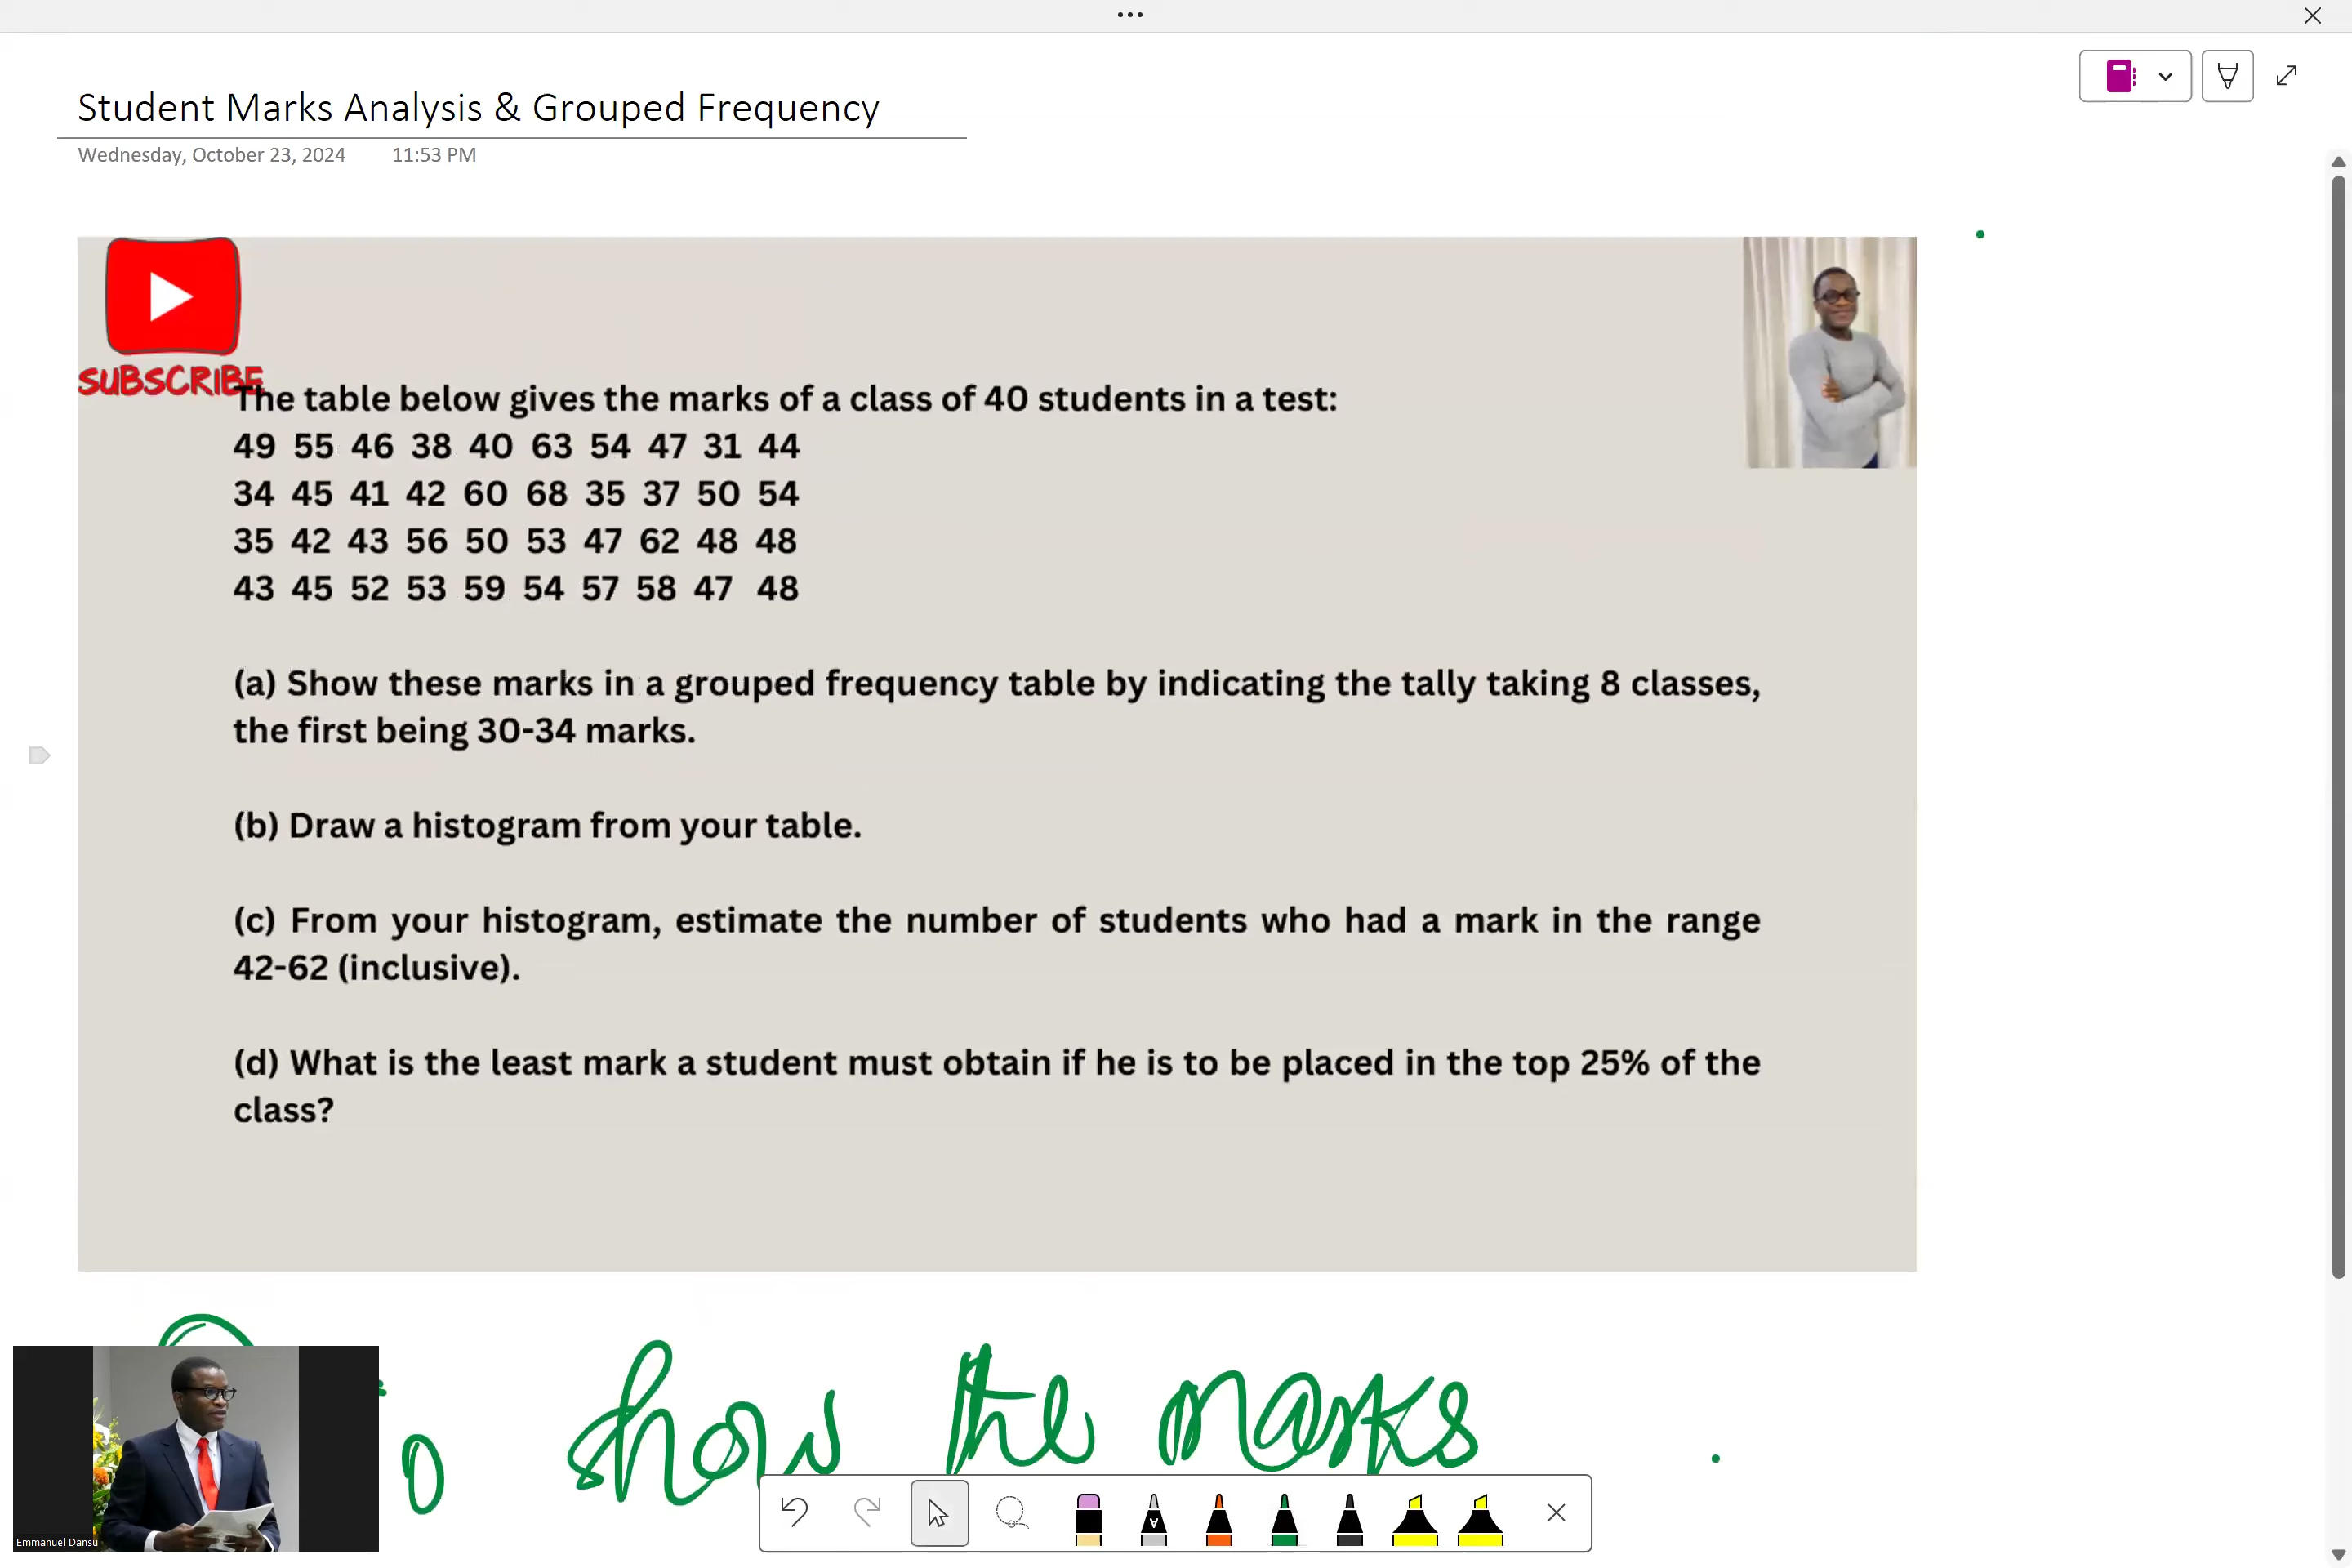 Student Marks Analysis & Grouped Frequency
Wednesday, October 23, 2024 11:53 PM
SUBSCRIBE
The table below gives the marks of a class of 40 students in a test:
49 55 46 38 40 63 54 47 31 44
34 45 41 42 60 68 35 37 50 54
35 42 43 56 50 53 47 62 48 48
43 45 52 53 59 54 57 58 47 48
(a) Show these marks in a grouped frequency table by indicating the tally taking 8 classes,
the first being 30-34 marks.
(b) Draw a histogram from your table.
(c) From your histogram, estimate the number of students who had a mark in the range
42-62 (inclusive).
(d) What is the least mark a student must obtain if he is to be placed in the top 25% of the
class?
show the marks
Emmanuel Dansu